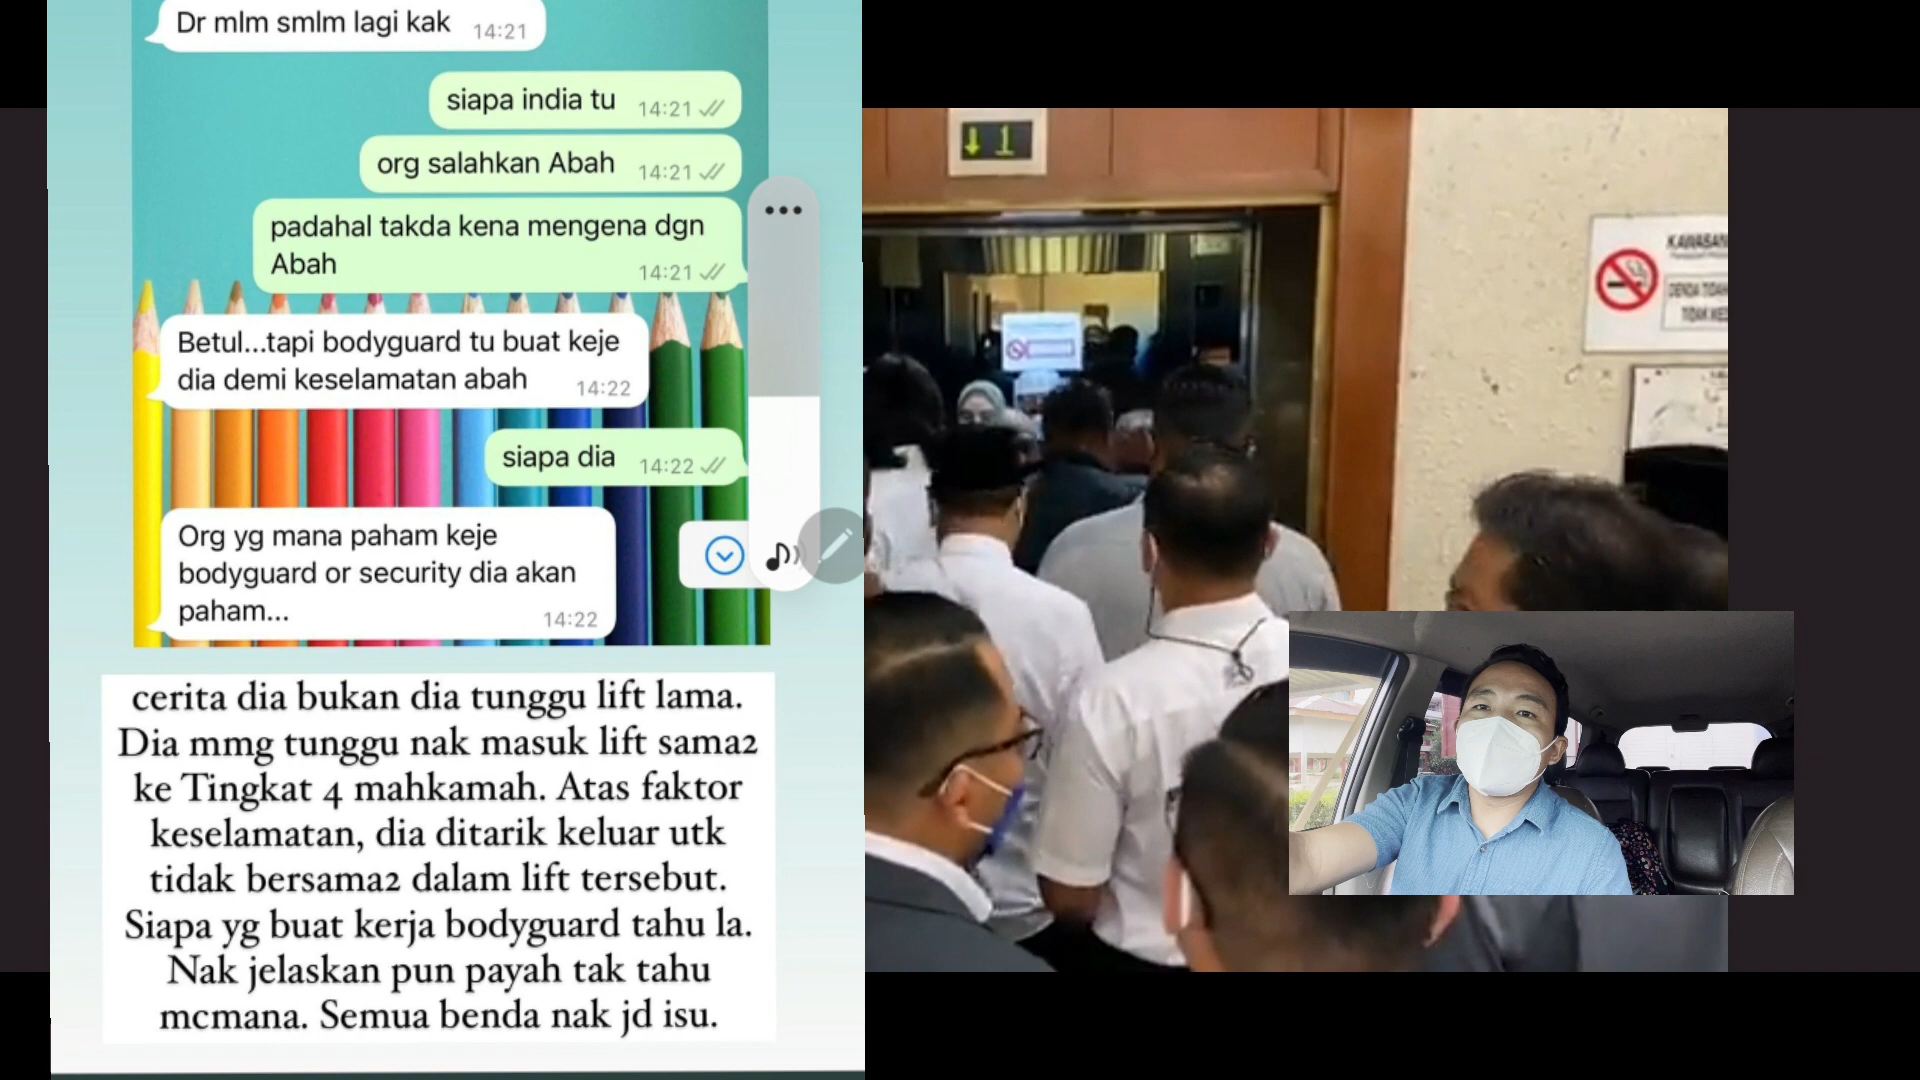 Dr mlm smlm lagi kak 14:21
siapa india tu 14:21
org salahkan Abah 14:21
padahal takda kena mengena dgn
Abah 14:21
Betul...tapi bodyguard tu buat keje
dia demi keselamatan abah 14:22
siapa dia 14:22
Org yg mana paham keje
bodyguard or security dia akan
paham... 14:22
cerita dia bukan dia tunggu lift lama.
Dia mmg tunggu nak masuk lift sama2
ke Tingkat 4 mahkamah. Atas faktor
keselamatan, dia ditarik keluar utk
tidak bersama2 dalam lift tersebut.
Siapa yg buat kerja bodyguard tahu la.
Nak jelaskan pun payah tak tahu
mcmana. Semua benda nak jd isu.
1
KAWASAN
DENDA TIDAK